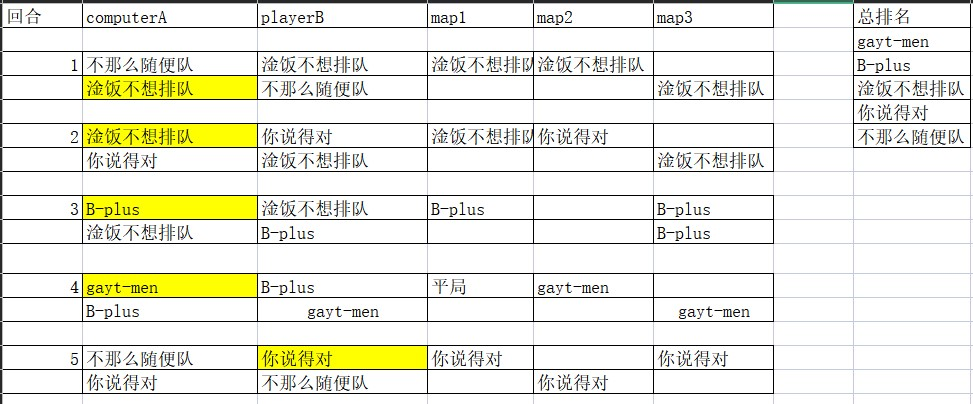 回合 computerA playerB map1 map2 map3 总排名
gayt-men
1 不那么随便队 淦饭不想排队 淦饭不想排队 淦饭不想排队 B-plus
淦饭不想排队 不那么随便队 淦饭不想排队 淦饭不想排队
你说得对
2 淦饭不想排队 你说得对 淦饭不想排队 你说得对 不那么随便队
你说得对 淦饭不想排队 淦饭不想排队
3 B-plus 淦饭不想排队 B-plus B-plus
淦饭不想排队 B-plus B-plus
4 gayt-men B-plus 平局 gayt-men
B-plus gayt-men gayt-men
5 不那么随便队 你说得对 你说得对 你说得对
你说得对 不那么随便队 你说得对